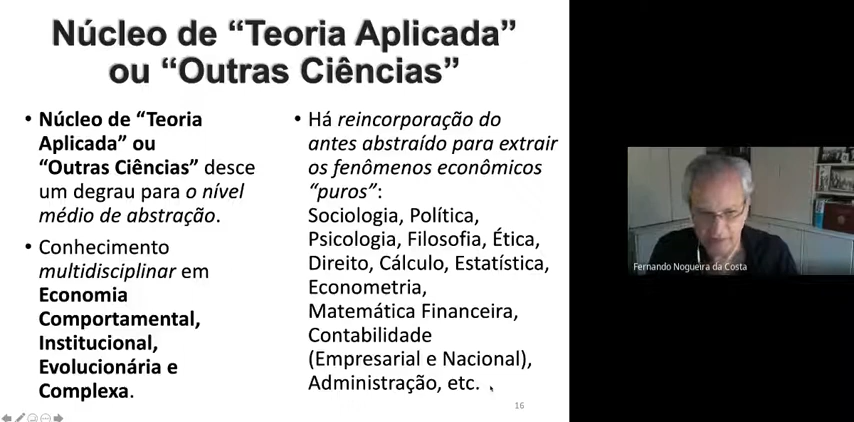 Núcleo de “Teoria Aplicada”
ou “Outras Ciências”
• Núcleo de “Teoria
Aplicada” ou
“Outras Ciências” desce
um degrau para o nível
médio de abstração.
• Conhecimento
multidisciplinar em
Economia
Comportamental,
Institucional,
Evolucionária e
Complexa.
• Há reincorporação do
antes abstraído para extrair
os fenômenos econômicos
“puros”:
Sociologia, Política,
Psicologia, Filosofia, Ética,
Direito, Cálculo, Estatística,
Econometria,
Matemática Financeira,
Contabilidade
(Empresarial e Nacional),
Administração, etc.
16
Fernando Nogueira da Costa